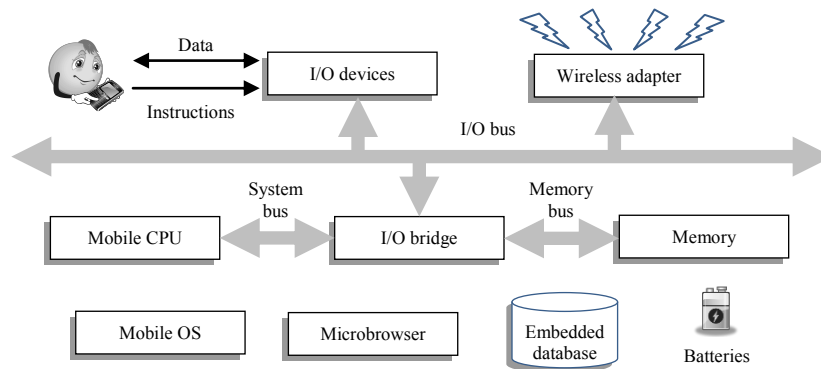 Data
Instructions
I/O devices
Wireless adapter
I/O bus
System
bus
Memory
bus
Mobile CPU
I/O bridge
Memory
Mobile OS
Microbrowser
Embedded
database
Batteries